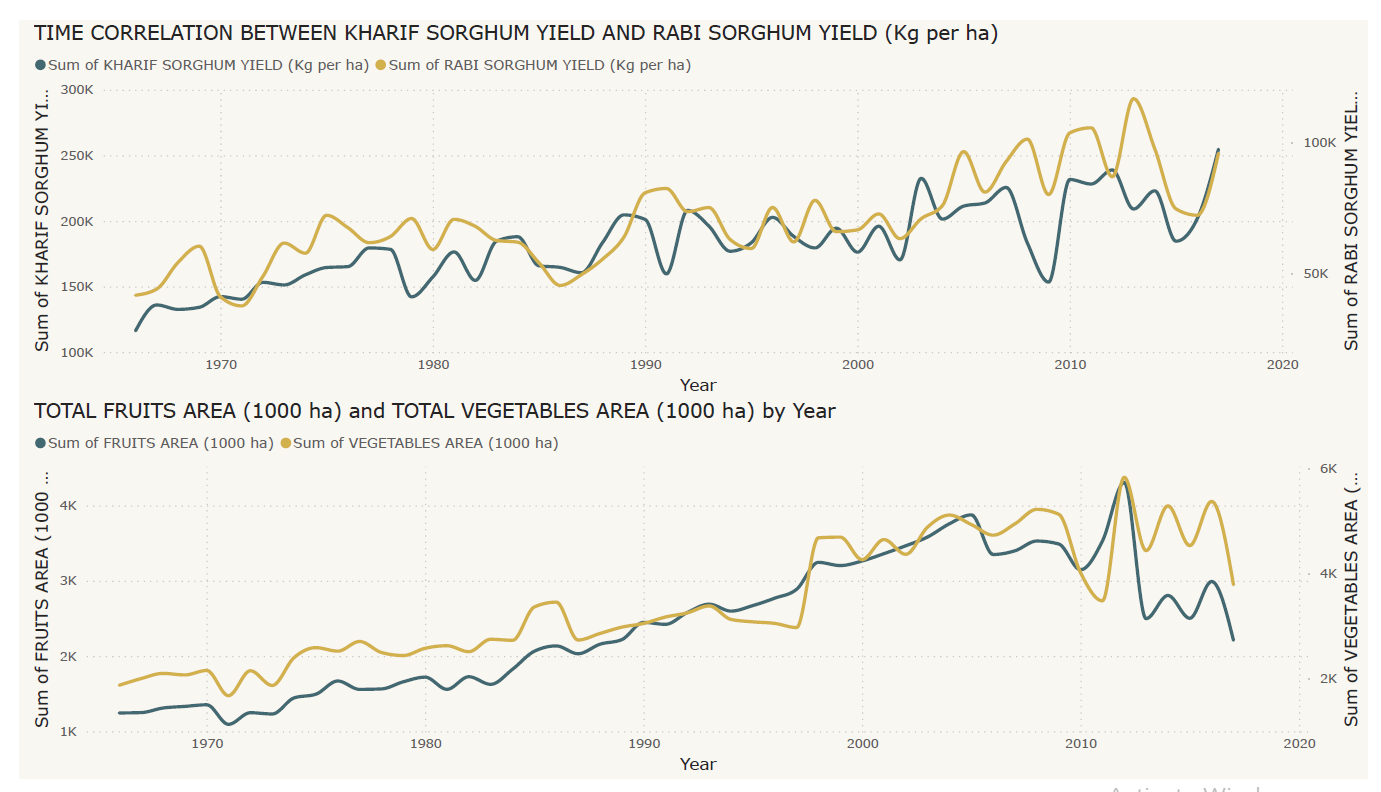 TIME CORRELATION BETWEEN KHARIF SORGHUM YIELD AND RABI SORGHUM YIELD (Kg per ha)
Sum of KHARIF SORGHUM YIELD (Kg per ha) Sum of RABI SORGHUM YIELD (Kg per ha)
Sum of KHARIF SORGHUM YI...
300K
250K
200K
150K
100K
100K
50K
Sum of RABI SORGHUM YIEL...
1970 1980 1990 2000 2010 2020
Year
TOTAL FRUITS AREA (1000 ha) and TOTAL VEGETABLES AREA (1000 ha) by Year
Sum of FRUITS AREA (1000 ha) Sum of VEGETABLES AREA (1000 ha)
Sum of FRUITS AREA (1000 ...
4K
3K
2K
1K
6K
4K
2K
Sum of VEGETABLES AREA (...
1970 1980 1990 2000 2010 2020
Year